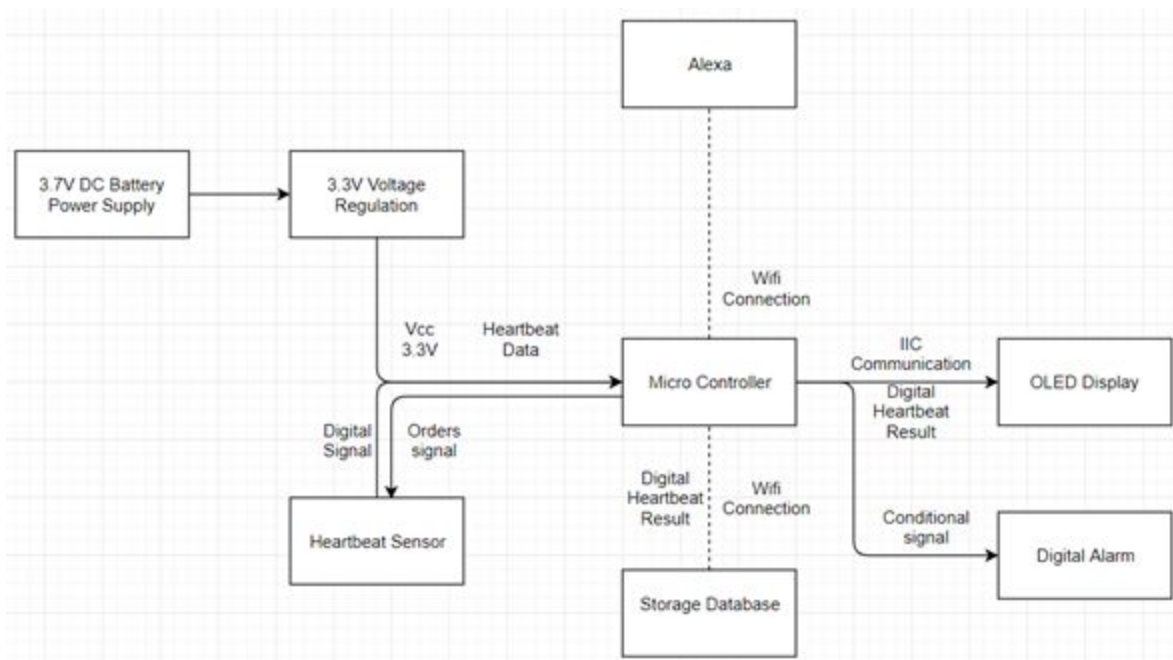 Alexa
3.7V DC Battery
Power Supply
3.3V Voltage
Regulation
Wifi
Connection
Vcc
3.3V
Heartbeat
Data
Micro Controller
IIC
Communication
Digital
Heartbeat
Result
OLED Display
Digital
Signal
Orders
signal
Heartbeat Sensor
Digital
Heartbeat
Result
Wifi
Connection
Conditional
signal
Digital Alarm
Storage Database